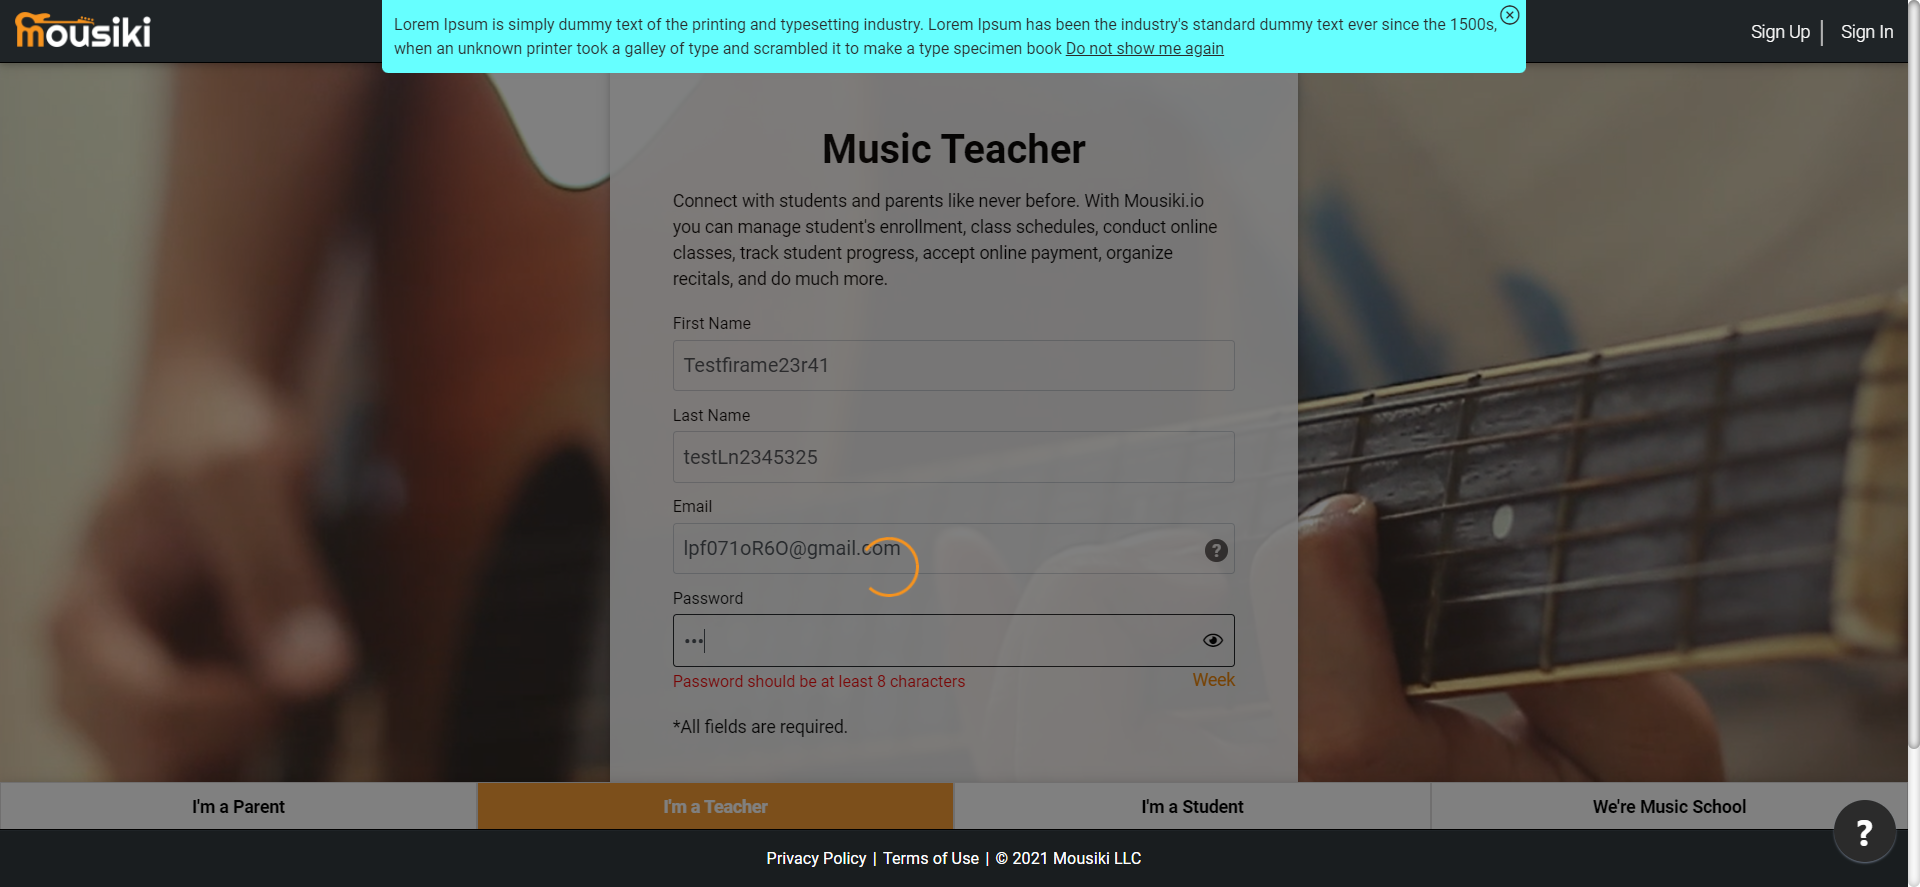 mousiki
Lorem Ipsum is simply dummy text of the printing and typesetting industry. Lorem Ipsum has been the industry's standard dummy text ever since the 1500s,
when an unknown printer took a galley of type and scrambled it to make a type specimen book Do not show me again
Sign Up | Sign In
Music Teacher
Connect with students and parents like never before. With Mousiki.io
you can manage student's enrollment, class schedules, conduct online
classes, track student progress, accept online payment, organize
recitals, and do much more.
First Name
Testfirame23r41
Last Name
testLn2345325
Email
lpf071oR6O@gmail.com
?
Password
•••
Password should be at least 8 characters
Week
*All fields are required.
I'm a Parent
I'm a Teacher
I'm a Student
We're Music School
?
Privacy Policy | Terms of Use | © 2021 Mousiki LLC